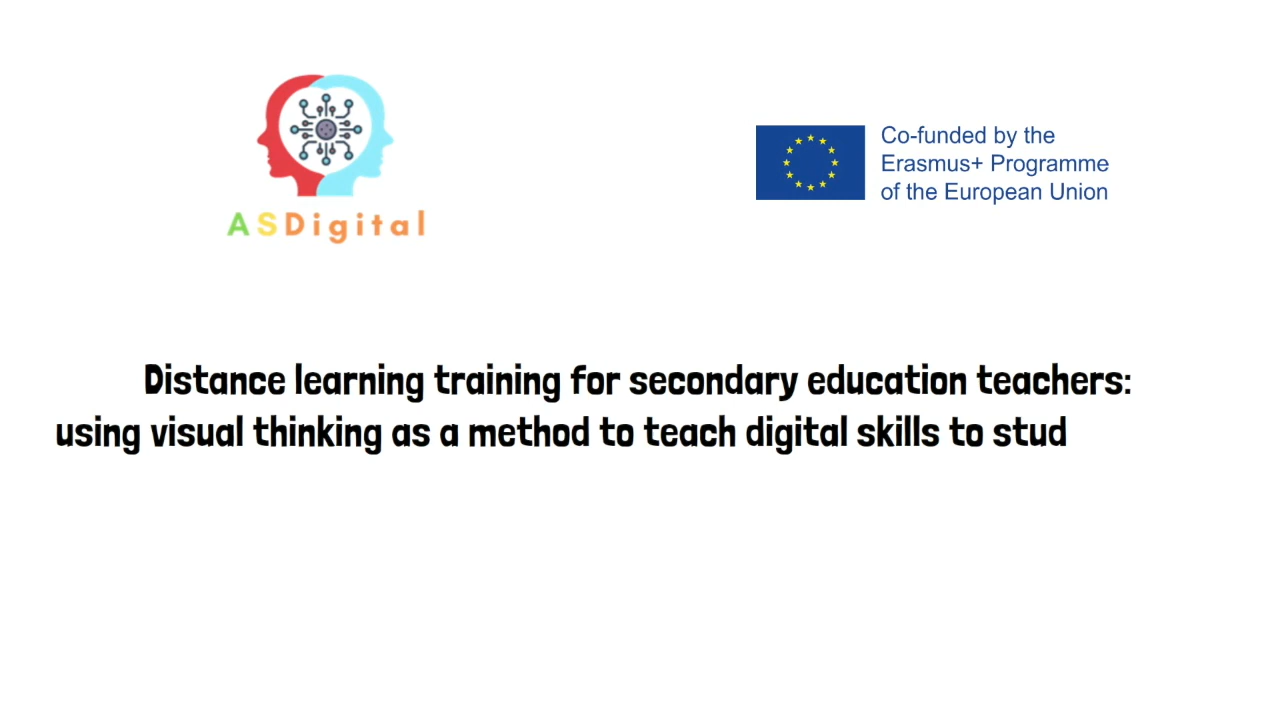 ASDigital
Co-funded by the
Erasmus+ Programme
of the European Union
Distance learning training for secondary education teachers:
using visual thinking as a method to teach digital skills to stud